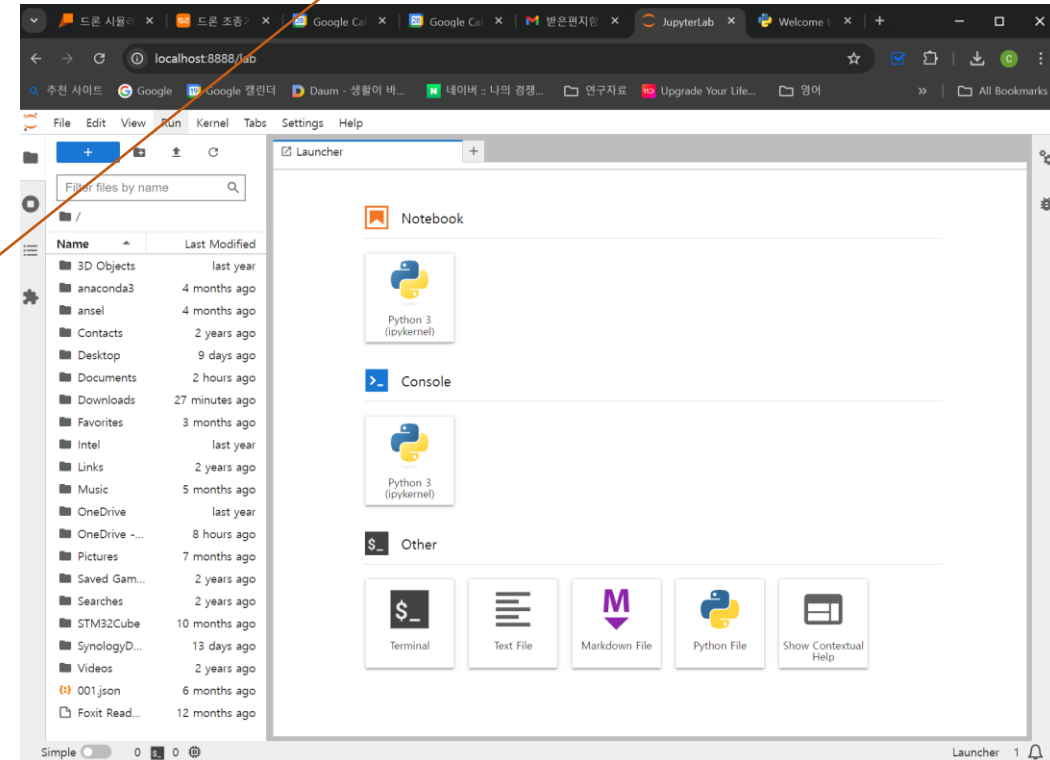 드론 시뮬레
드론 조종기
Google Cal
Google Cal
받은편지함
JupyterLab
Welcome t
localhost:8888/lab
추천 사이트 Google Google 캘린더 Daum - 생활이 바... 네이버 :: 나의 경쟁... 연구자료 Upgrade Your Life... 영어 » All Bookmarks
File Edit View Run Kernel Tabs Settings Help
Launcher
Filter files by name
/
Name Last Modified
3D Objects last year
anaconda3 4 months ago
ansel 4 months ago
Contacts 2 years ago
Desktop 9 days ago
Documents 2 hours ago
Downloads 27 minutes ago
Favorites 3 months ago
Intel last year
Links 2 years ago
Music 5 months ago
OneDrive last year
OneDrive -... 8 hours ago
Pictures 7 months ago
Saved Gam... 2 years ago
Searches 2 years ago
STM32Cube 10 months ago
SynologyD... 13 days ago
Videos 2 years ago
001.json 6 months ago
Foxit Read... 12 months ago
Notebook
Python 3
(ipykernel)
Console
Python 3
(ipykernel)
$_ Other
$_
Terminal
Text File
M
Markdown File
Python File
Show Contextual
Help
Simple 0 $_ 0 Launcher 1